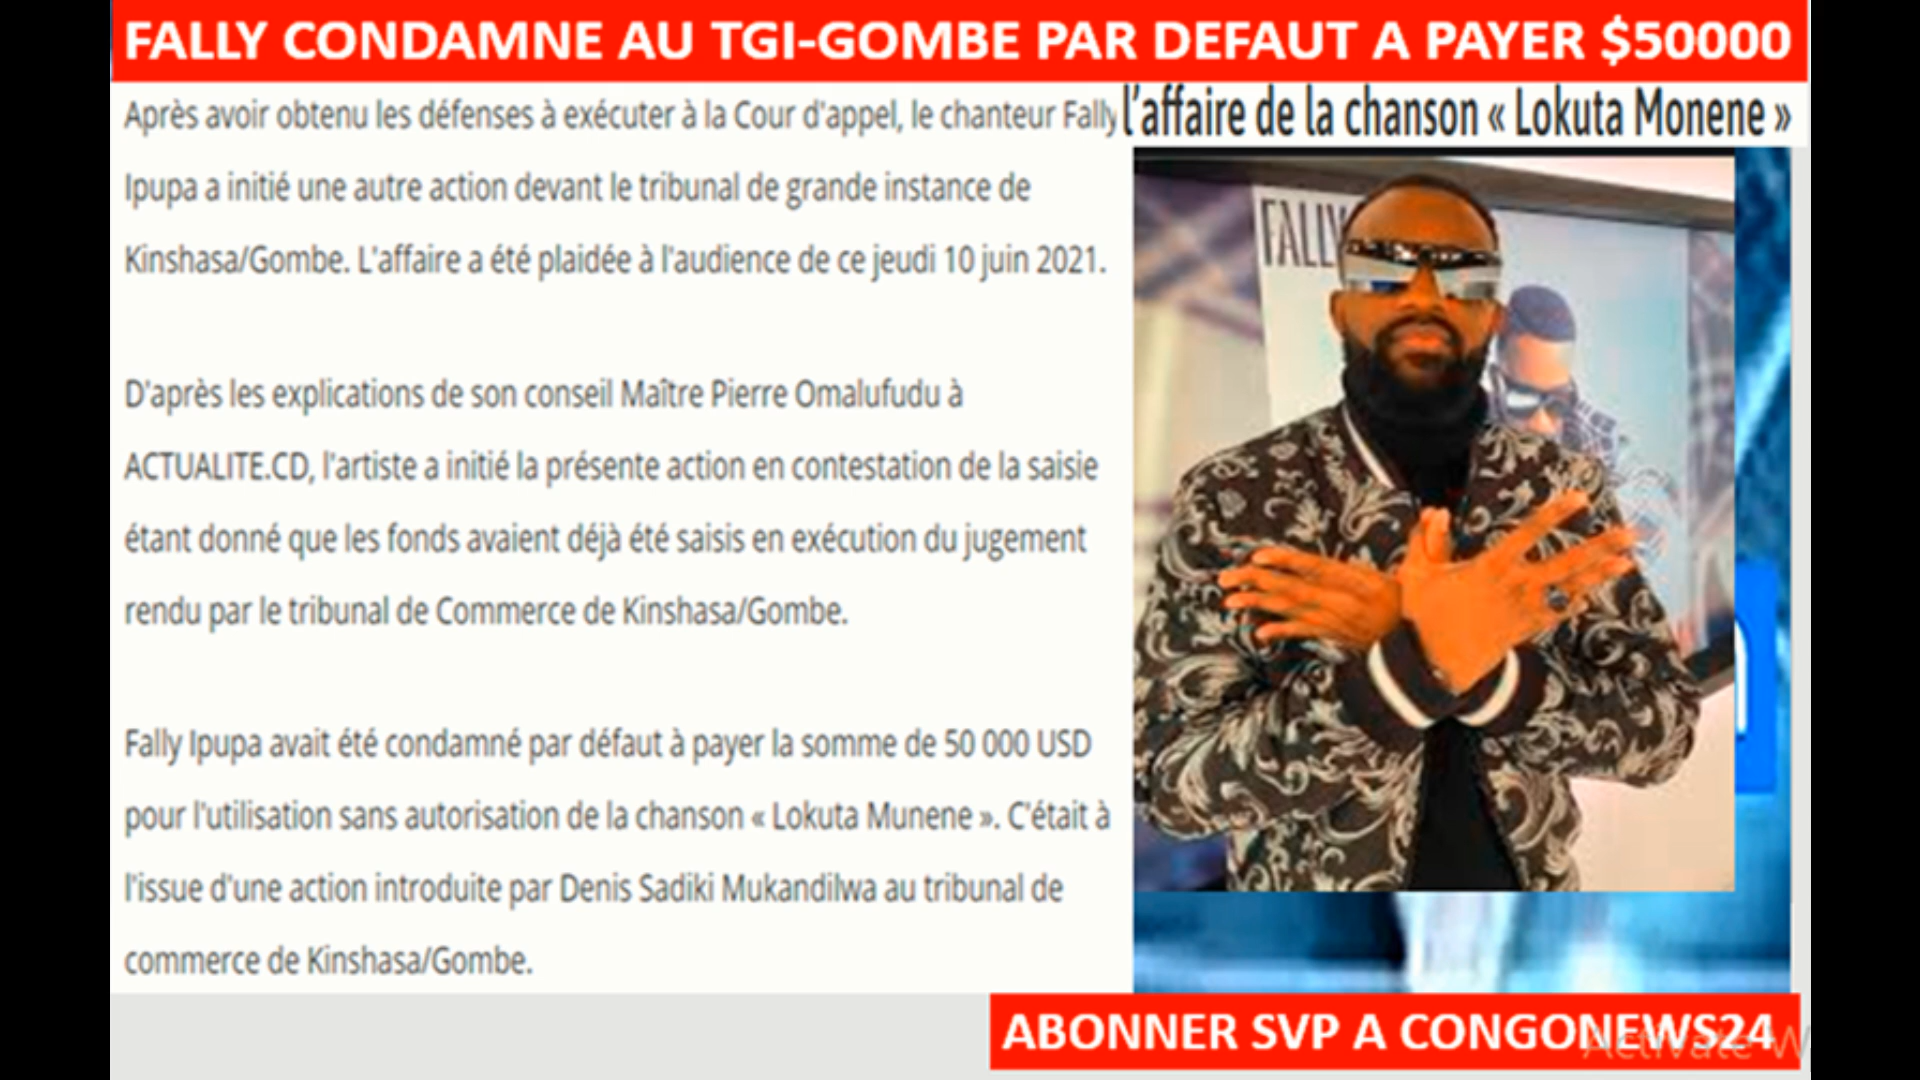 FALLY CONDAMNE AU TGI-GOMBE PAR DEFAUT A PAYER $50000
l'affaire de la chanson « Lokuta Monene »
Après avoir obtenu les défenses à exécuter à la Cour d'appel, le chanteur Fally
Ipupa a initié une autre action devant le tribunal de grande instance de
Kinshasa/Gombe. L'affaire a été plaidée à l'audience de ce jeudi 10 juin 2021.
D'après les explications de son conseil Maître Pierre Omalufudu à
ACTUALITE.CD, l'artiste a initié la présente action en contestation de la saisie
étant donné que les fonds avaient déjà été saisis en exécution du jugement
rendu par le tribunal de Commerce de Kinshasa/Gombe.
Fally Ipupa avait été condamné par défaut à payer la somme de 50 000 USD
pour l'utilisation sans autorisation de la chanson « Lokuta Munene ». C'était à
l'issue d'une action introduite par Denis Sadiki Mukandilwa au tribunal de
commerce de Kinshasa/Gombe.
FALLY
ABONNER SVP A CONGONEWS24
Activate W